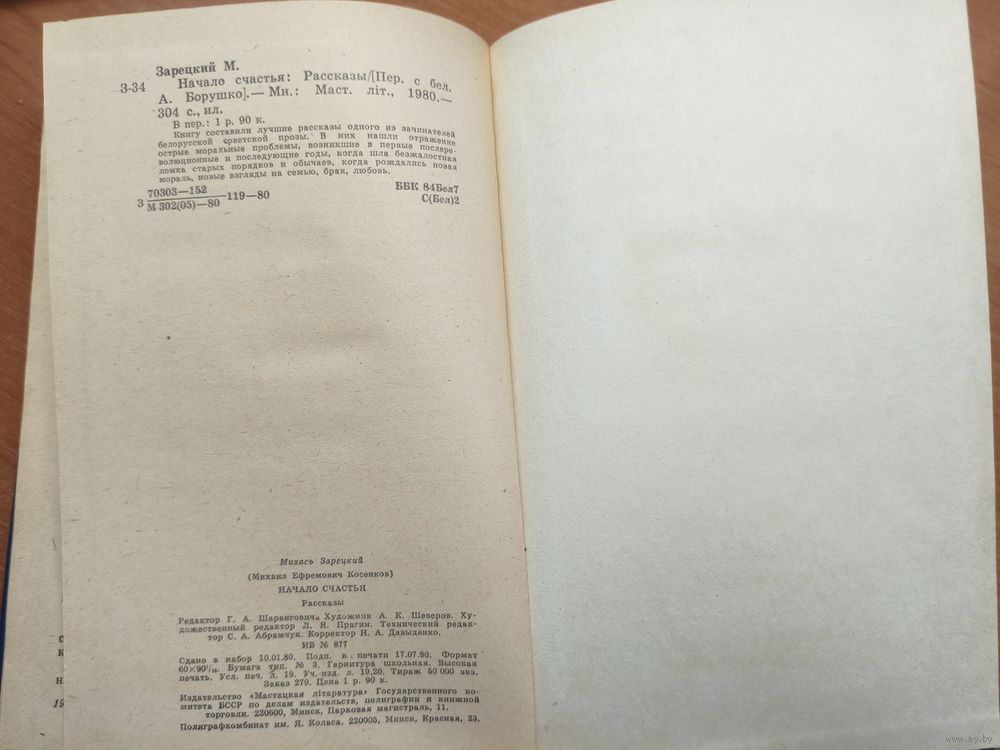 Зарецкий М.
З-34 Начало счастья: Рассказы/[Пер. с бел.
А. Борушко].— Мн.: Маст. літ., 1980.—
304 с., ил.
В пер.: 1 р. 90 к.
Книгу составили лучшие рассказы одного из зачинателей
белорусской советской прозы. В них нашли отражение
острые моральные проблемы, возникшие в первые послере-
волюционные и последующие годы, когда шла безжалостная
ломка старых порядков и обычаев, когда рождались новая
мораль, новые взгляды на семью, брак, любовь.
З 70303—152
М 302(05)—80 119—80
ББК 84Бел7
С(Бел)2
Михась Зарецкий
(Михаил Ефремович Косенков)
НАЧАЛО СЧАСТЬЯ
Рассказы
Редактор Г. А. Шарангович. Художник А. К. Шеверов. Ху-
дожественный редактор Л. Я. Прагин. Технический редак-
тор С. А. Абрамчук. Корректор Н. А. Давыденко.
ИБ № 877
Сдано в набор 10.01.80. Подп. к печати 17.07.80. Формат
60×90¹/₁₆. Бумага тип. № 3. Гарнитура школьная. Высокая
печать. Усл. печ. л. 19. Уч.-изд. л. 19,20. Тираж 50 000 экз.
Заказ 279. Цена 1 р. 90 к.
Издательство «Мастацкая літаратура» Государственного ко-
митета БССР по делам издательств, полиграфии и книжной
торговли. 220600, Минск, Парковая магистраль, 11.
Полиграфкомбинат им. Я. Коласа. 220005, Минск, Красная, 23.
С
К
Н
19
www.ay.by